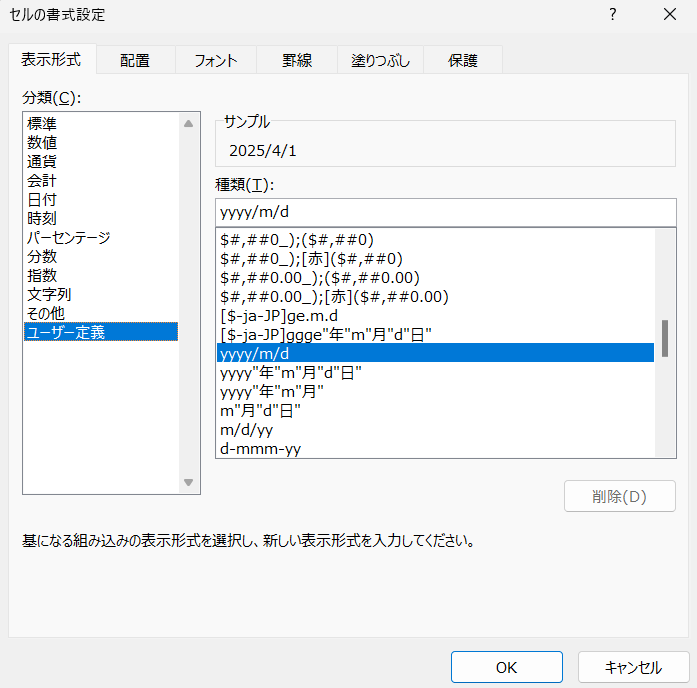 セルの書式設定
?
表示形式 配置 フォント 罫線 塗りつぶし 保護
分類(C):
標準
数値
通貨
会計
日付
時刻
パーセンテージ
分数
指数
文字列
その他
ユーザー定義
サンプル
2025/4/1
種類(T):
yyyy/m/d
$#,##0_);($#,##0)
$#,##0_);[赤]($#,##0)
$#,##0.00_);($#,##0.00)
$#,##0.00_);[赤]($#,##0.00)
[$-ja-JP]ge.m.d
[$-ja-JP]ggge"年"m"月"d"日"
yyyy/m/d
yyyy"年"m"月"d"日"
yyyy"年"m"月"
m"月"d"日"
m/d/yy
d-mmm-yy
削除(D)
基になる組み込みの表示形式を選択し、新しい表示形式を入力してください。
OK キャンセル